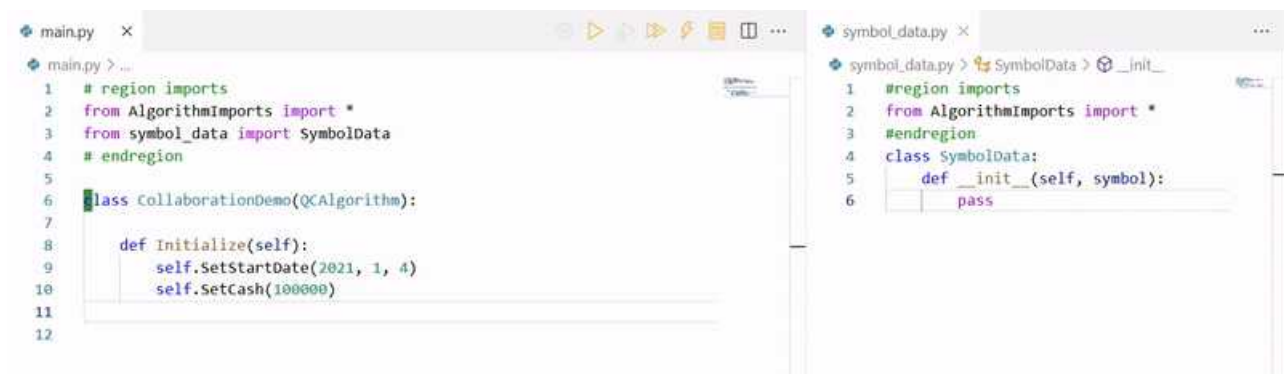 main.py
main.py > ...
1 # region imports
2 from AlgorithmImports import *
3 from symbol_data import SymbolData
4 # endregion
5
6 class CollaborationDemo(QCAlgorithm):
7
8     def Initialize(self):
9         self.SetStartDate(2021, 1, 4)
10         self.SetCash(100000)
11
12
symbol_data.py
symbol_data.py > SymbolData > __init__
1 #region imports
2 from AlgorithmImports import *
3 #endregion
4 class SymbolData:
5     def __init__(self, symbol):
6         pass